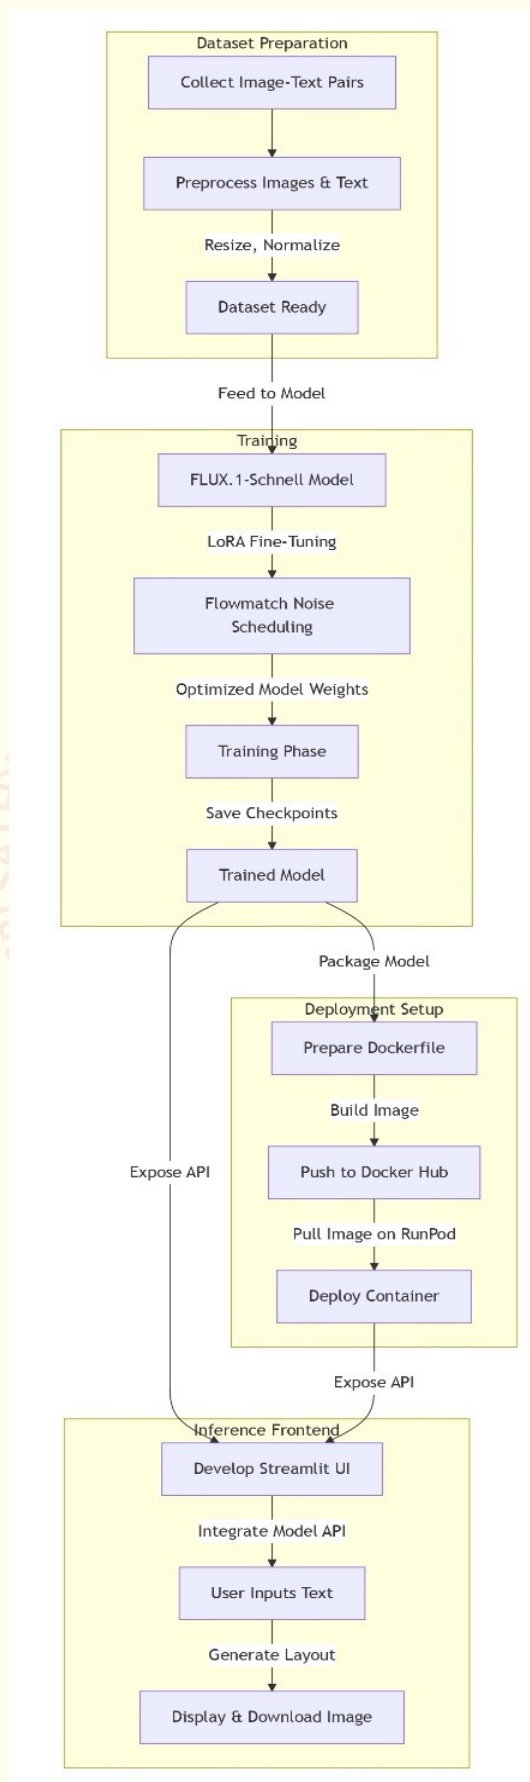 Dataset Preparation
Collect Image-Text Pairs
Preprocess Images & Text
Resize, Normalize
Dataset Ready
Feed to Model
Training
FLUX.1-Schnell Model
LoRA Fine-Tuning
Flowmatch Noise
Scheduling
Optimized Model Weights
Training Phase
Save Checkpoints
Trained Model
Package Model
Deployment Setup
Prepare Dockerfile
Build Image
Expose API
Push to Docker Hub
Pull Image on RunPod
Deploy Container
Expose API
Inference Frontend
Develop Streamlit UI
Integrate Model API
User Inputs Text
Generate Layout
Display & Download Image